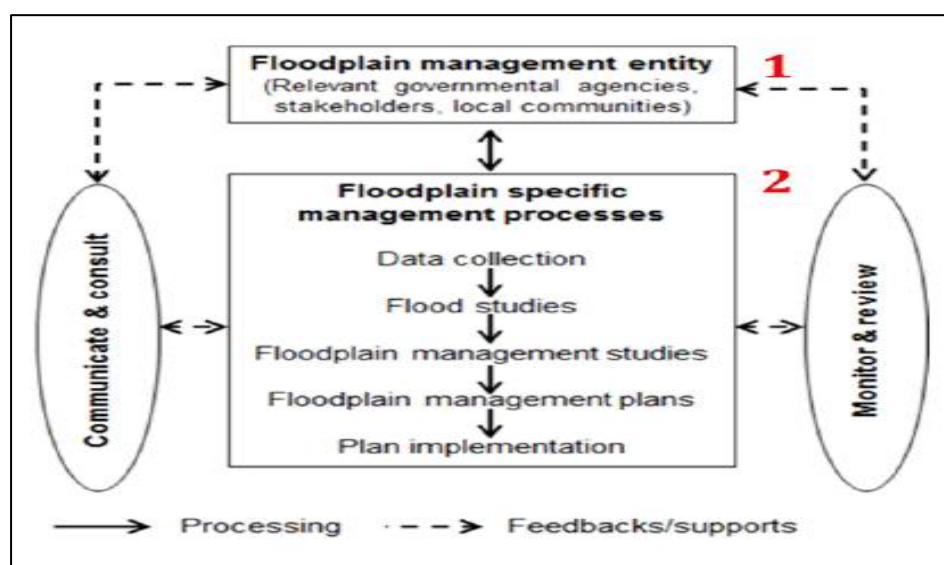 Floodplain management entity
(Relevant governmental agencies,
stakeholders, local communities)
1
2
Floodplain specific
management processes
Data collection
Flood studies
Floodplain management studies
Floodplain management plans
Plan implementation
Communicate & consult
Monitor & review
Processing
Feedbacks/supports